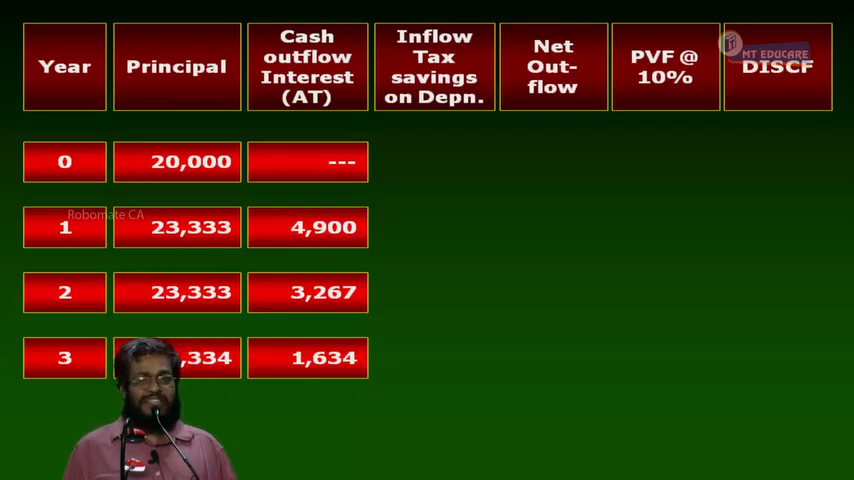 Year
Principal
Cash
outflow
Interest
(AT)
Inflow
Tax
savings
on Depn.
Net
Out-
flow
PVF @
10%
DISCF
MT EDUCARE
0 20,000 ---
Robomate CA
1 23,333 4,900
2 23,333 3,267
3 ,334 1,634